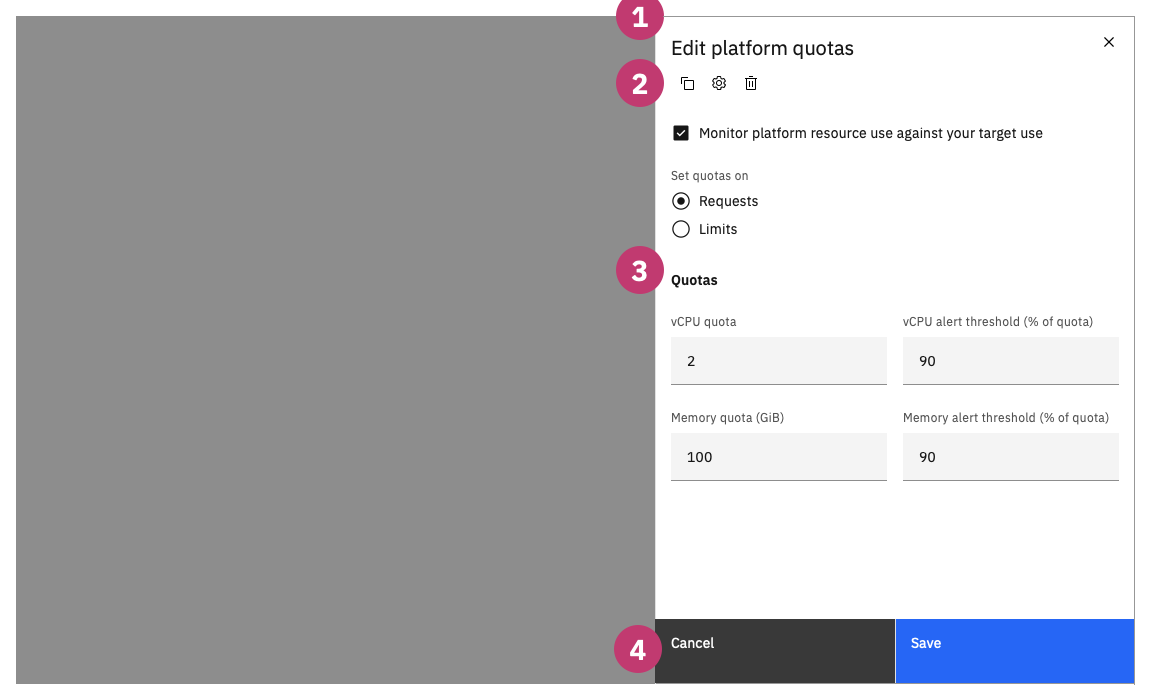 1
Edit platform quotas
2
Monitor platform resource use against your target use
Set quotas on
Requests
Limits
3
Quotas
vCPU quota
vCPU alert threshold (% of quota)
2
90
Memory quota (GiB)
Memory alert threshold (% of quota)
100
90
4
Cancel
Save